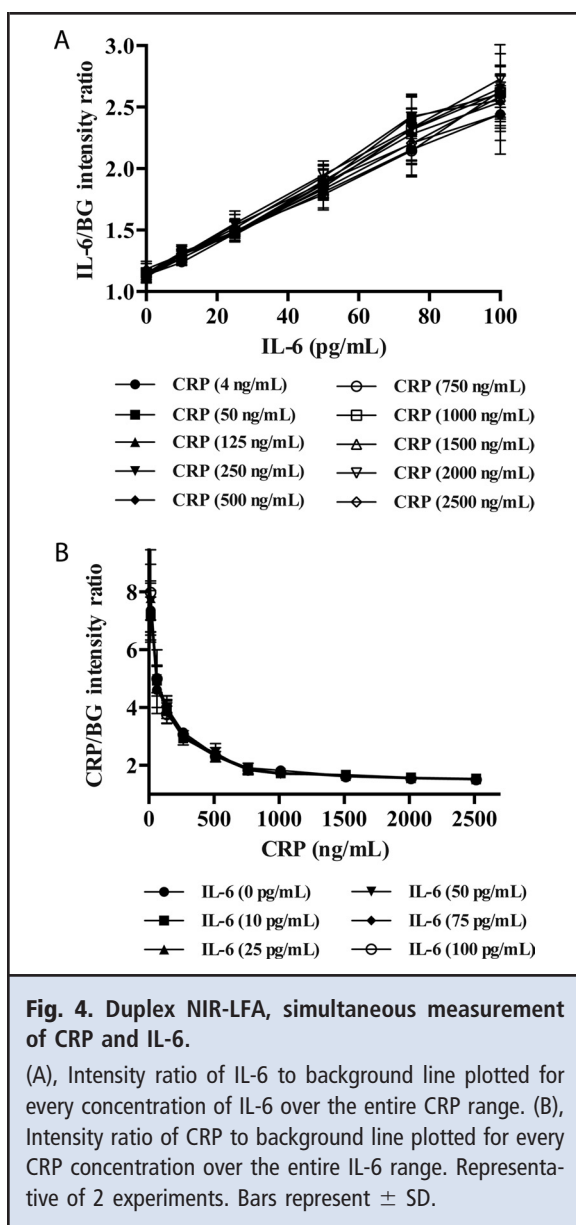 A
IL-6/BG intensity ratio
3.0
2.5
2.0
1.5
1.0
0 20 40 60 80 100
IL-6 (pg/mL)
CRP (4 ng/mL) CRP (750 ng/mL)
CRP (50 ng/mL) CRP (1000 ng/mL)
CRP (125 ng/mL) CRP (1500 ng/mL)
CRP (250 ng/mL) CRP (2000 ng/mL)
CRP (500 ng/mL) CRP (2500 ng/mL)
B
CRP/BG intensity ratio
8
6
4
2
0 500 1000 1500 2000 2500
CRP (ng/mL)
IL-6 (0 pg/mL) IL-6 (50 pg/mL)
IL-6 (10 pg/mL) IL-6 (75 pg/mL)
IL-6 (25 pg/mL) IL-6 (100 pg/mL)
Fig. 4. Duplex NIR-LFA, simultaneous measurement
of CRP and IL-6.
(A), Intensity ratio of IL-6 to background line plotted for
every concentration of IL-6 over the entire CRP range. (B),
Intensity ratio of CRP to background line plotted for every
CRP concentration over the entire IL-6 range. Representa-
tive of 2 experiments. Bars represent ± SD.